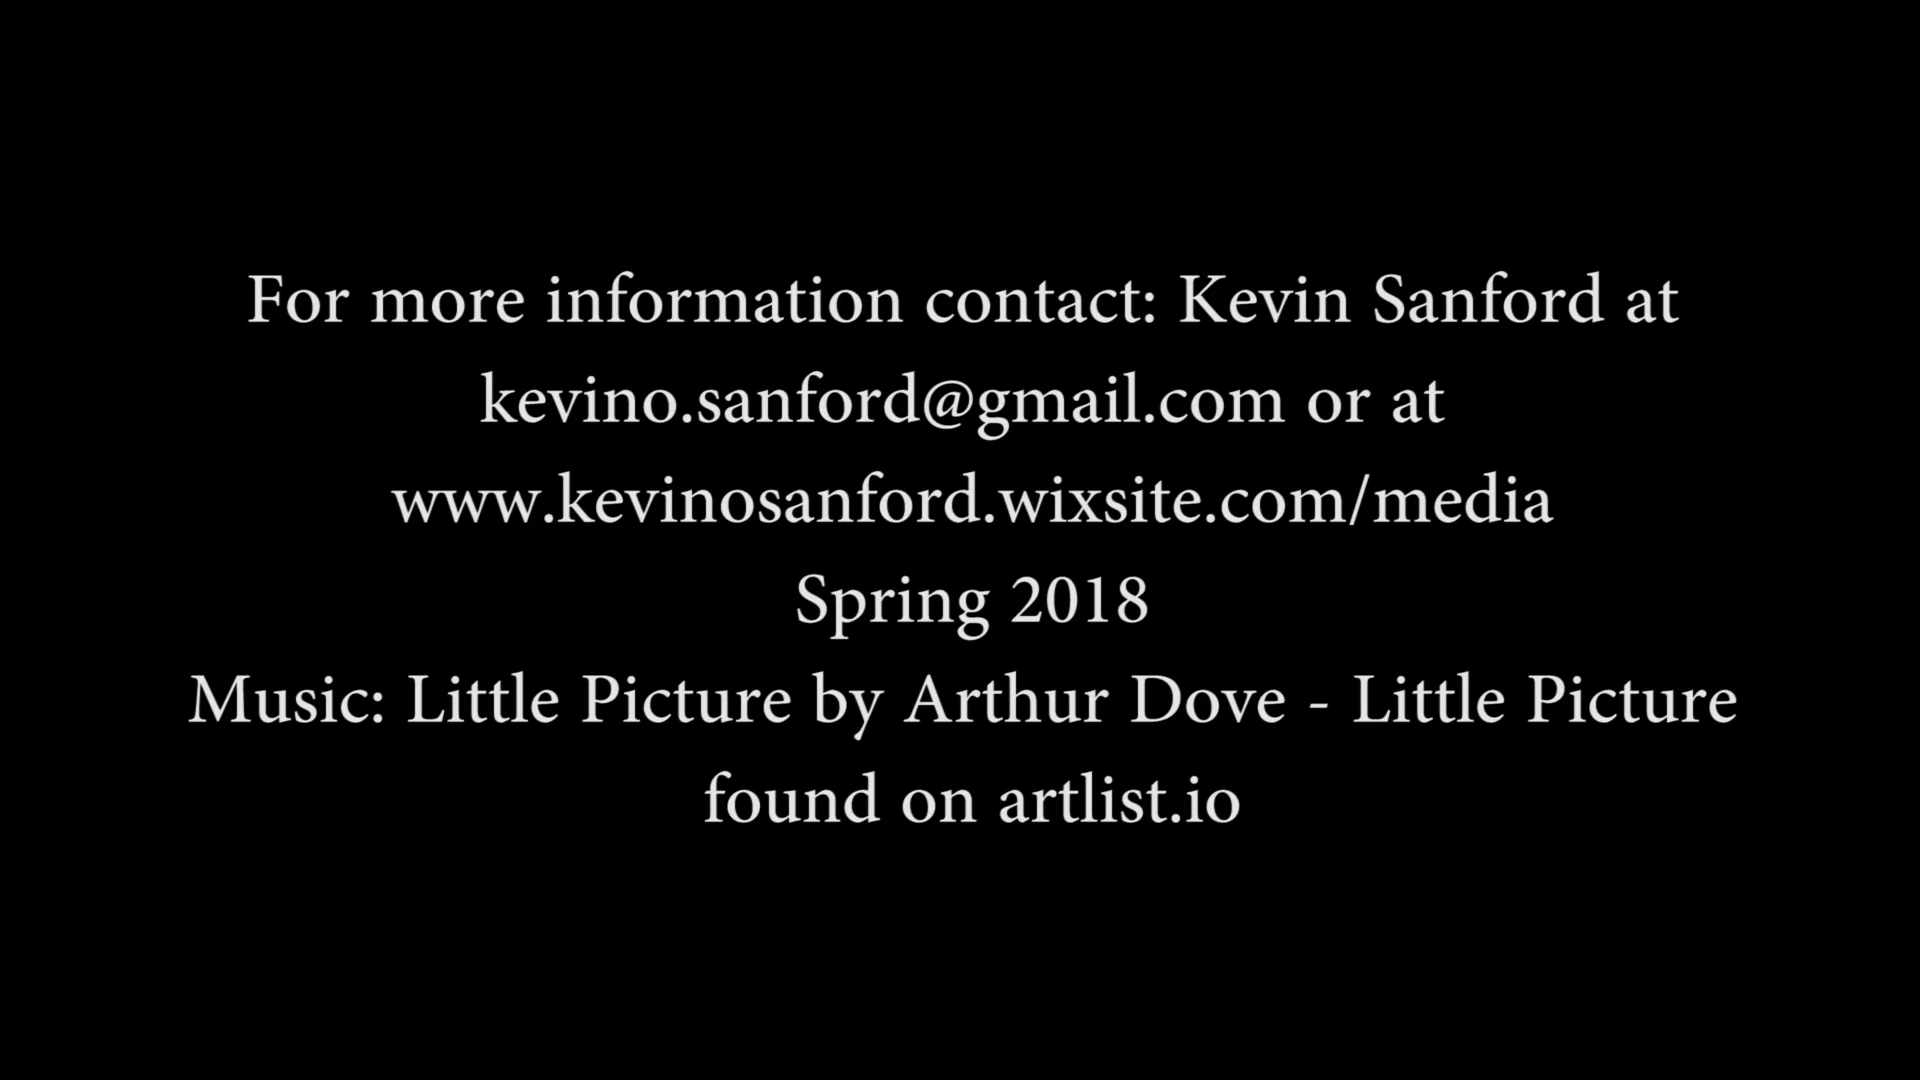 For more information contact: Kevin Sanford at
kevino.sanford@gmail.com or at
www.kevinosanford.wixsite.com/media
Spring 2018
Music: Little Picture by Arthur Dove - Little Picture
found on artlist.io